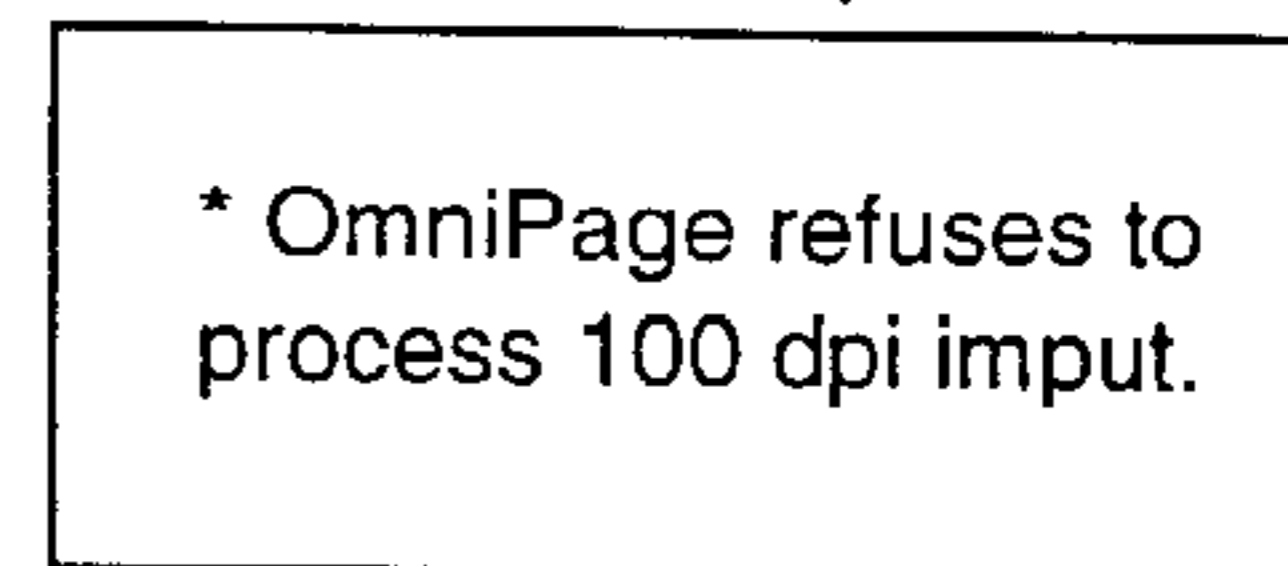 * OmniPage refuses to
process 100 dpi imput.